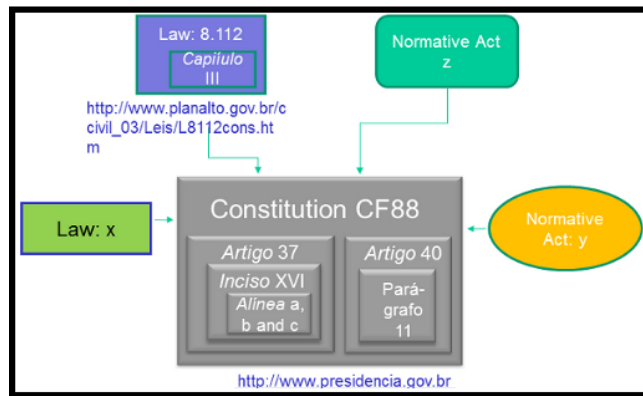 Law: 8.112
Capiíulo
III
Normative Act
z
http://www.planalto.gov.br/c
civil_03/Leis/L8112cons.ht
m
Constitution CF88
Law: x
Normative
Act: y
Artigo 37
Artigo 40
Inciso XVI
Alínea a,
b and c
Pará-
grafo
11
http://www.presidencia.gov.br